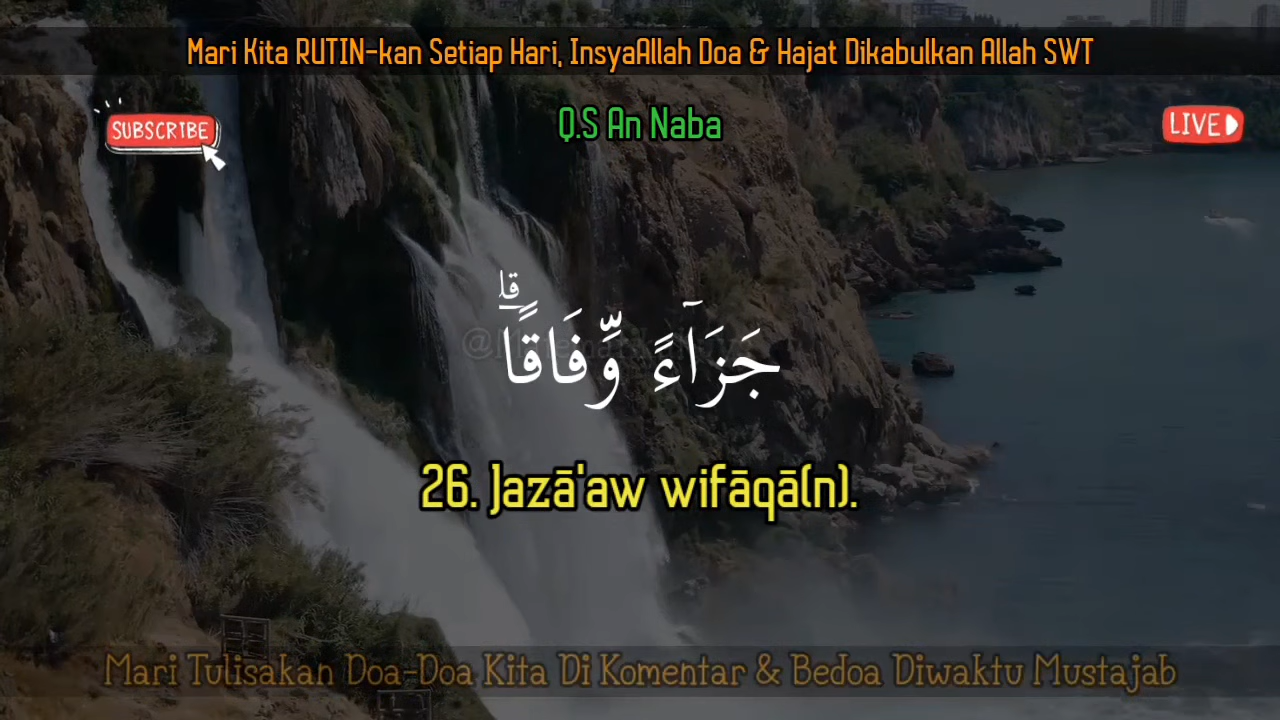 Mari Kita RUTIN-kan Setiap Hari, InsyaAllah Doa & Hajat Dikabulkan Allah SWT
Q.S An Naba
SUBSCRIBE
LIVE
جَزَاۤءً وِّفَاقًاۗ
26. Jazā'aw wifāqā(n).
Mari Tulisakan Doa-Doa Kita Di Komentar & Bedoa Diwaktu Mustajab